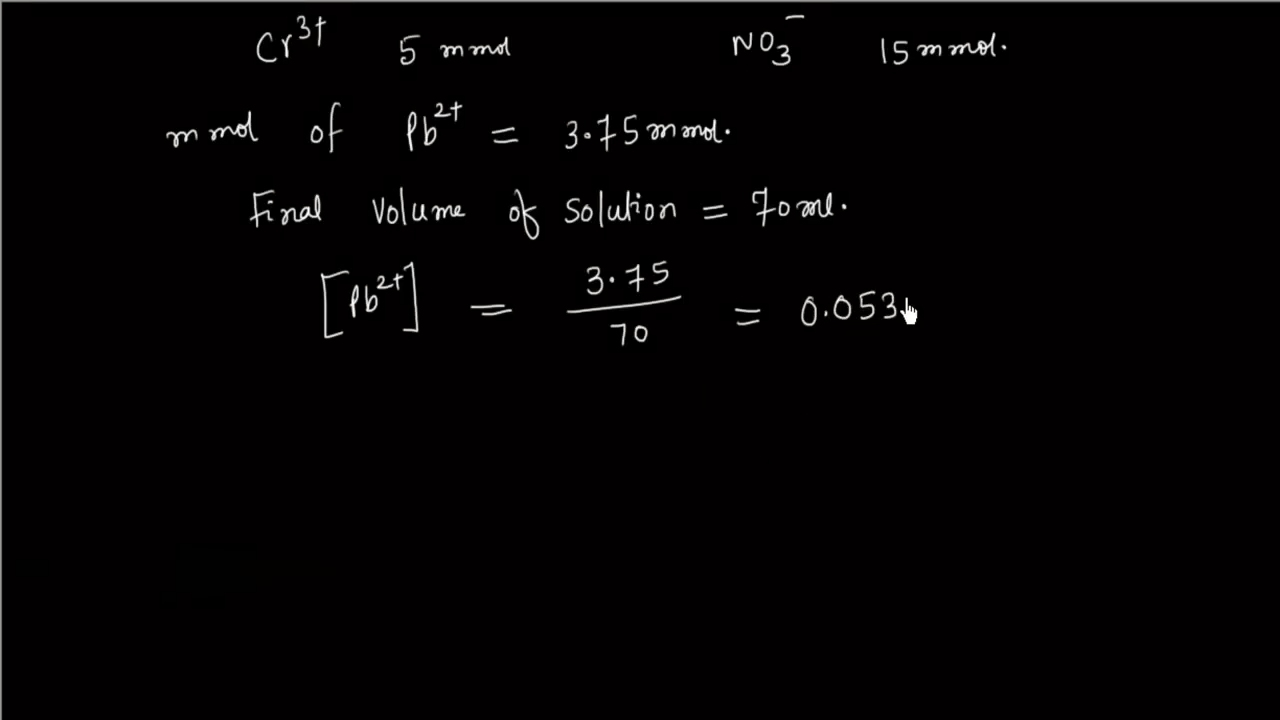 Cr³⁺ 5 mmol NO₃⁻ 15 mmol.
mmol of Pb²⁺ = 3.75 mmol.
Final Volume of Solution = 70 ml.
[Pb²⁺] = 3.75 / 70 = 0.053